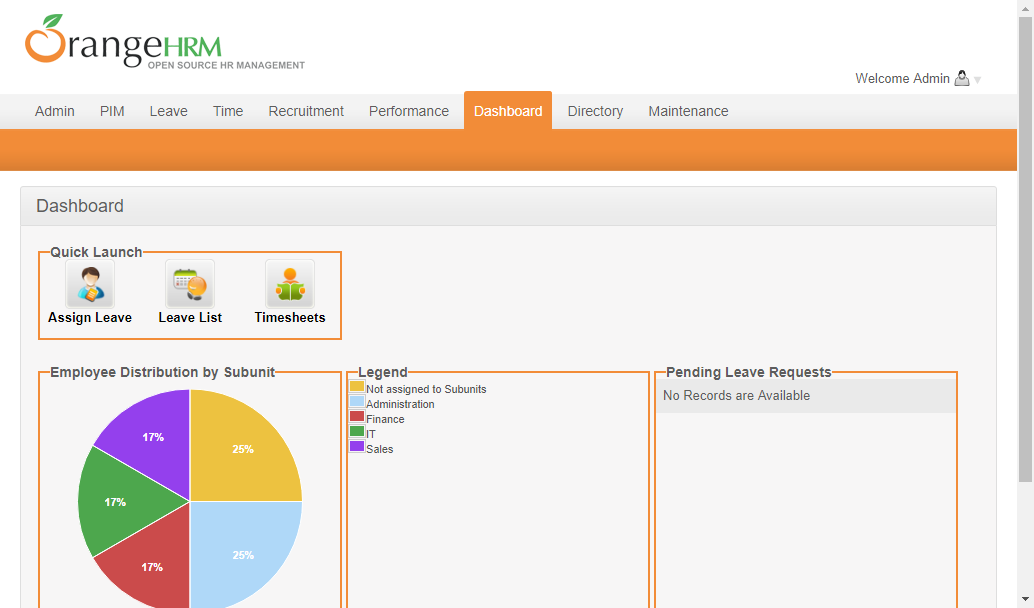 OrangeHRM
OPEN SOURCE HR MANAGEMENT
Welcome Admin
Admin PIM Leave Time Recruitment Performance Dashboard Directory Maintenance
Dashboard
Quick Launch
Assign Leave Leave List Timesheets
Employee Distribution by Subunit
17%
25%
17%
17%
25%
Legend
Not assigned to Subunits
Administration
Finance
IT
Sales
Pending Leave Requests
No Records are Available